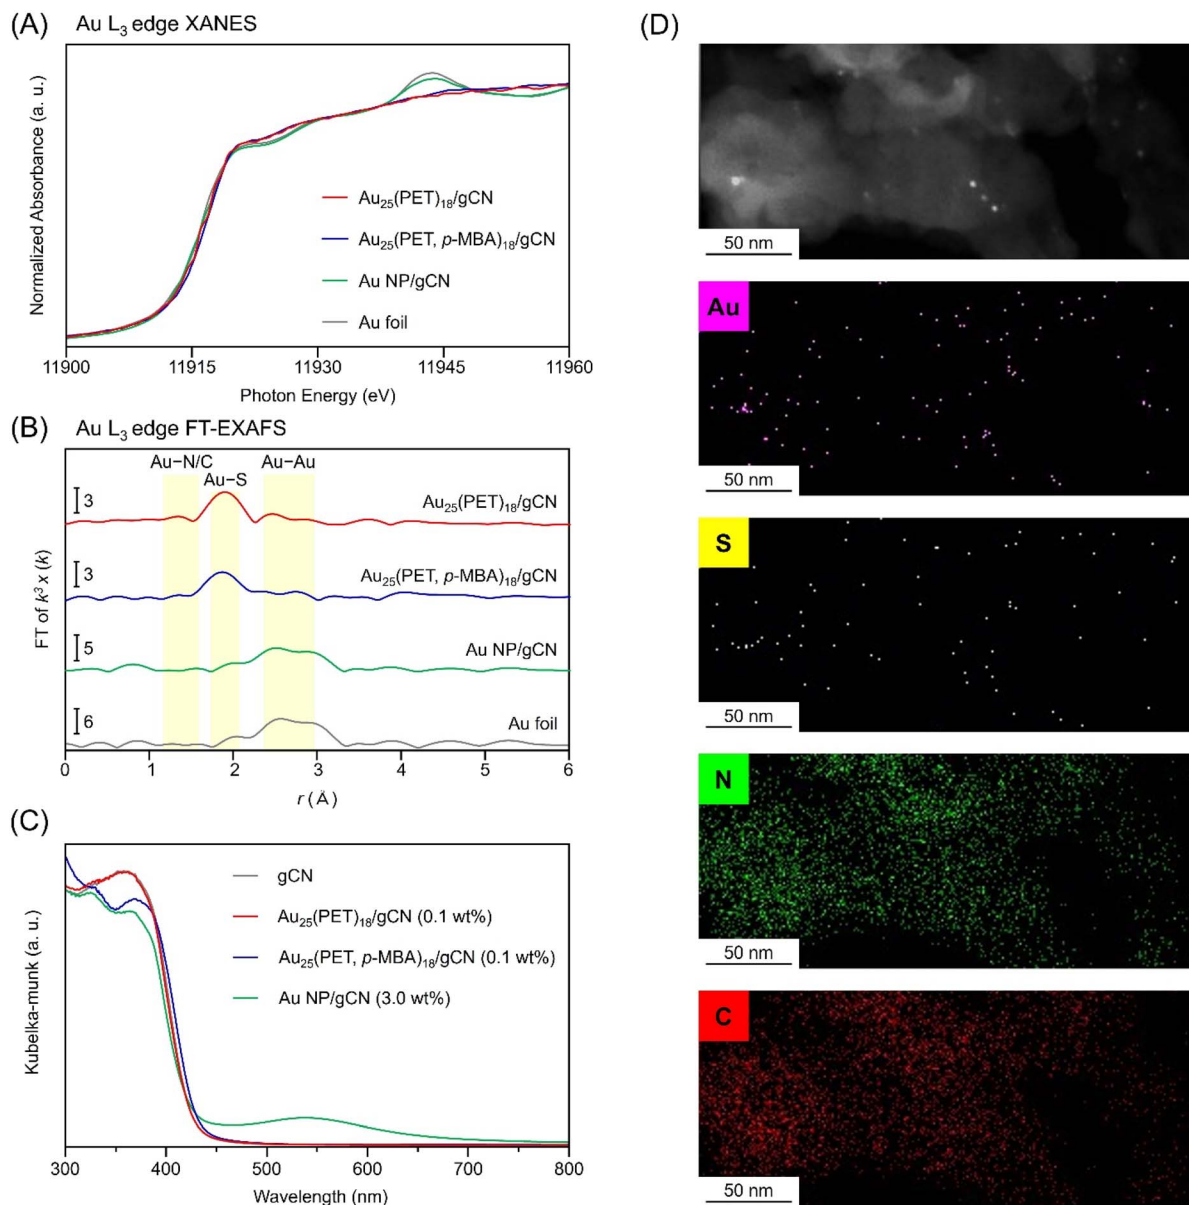 (A) Au L₃ edge XANES
Normalized Absorbance (a. u.)
Au₂₅(PET)₁₈/gCN
Au₂₅(PET, p-MBA)₁₈/gCN
Au NP/gCN
Au foil
11900 11915 11930 11945 11960
Photon Energy (eV)
(B) Au L₃ edge FT-EXAFS
FT of k³ x (k)
Au−N/C
Au−S
Au−Au
3
Au₂₅(PET)₁₈/gCN
3
Au₂₅(PET, p-MBA)₁₈/gCN
5
Au NP/gCN
6
Au foil
0 1 2 3 4 5 6
r (Å)
(C)
Kubelka-munk (a. u.)
gCN
Au₂₅(PET)₁₈/gCN (0.1 wt%)
Au₂₅(PET, p-MBA)₁₈/gCN (0.1 wt%)
Au NP/gCN (3.0 wt%)
300 400 500 600 700 800
Wavelength (nm)
(D)
50 nm
Au
50 nm
S
50 nm
N
50 nm
C
50 nm